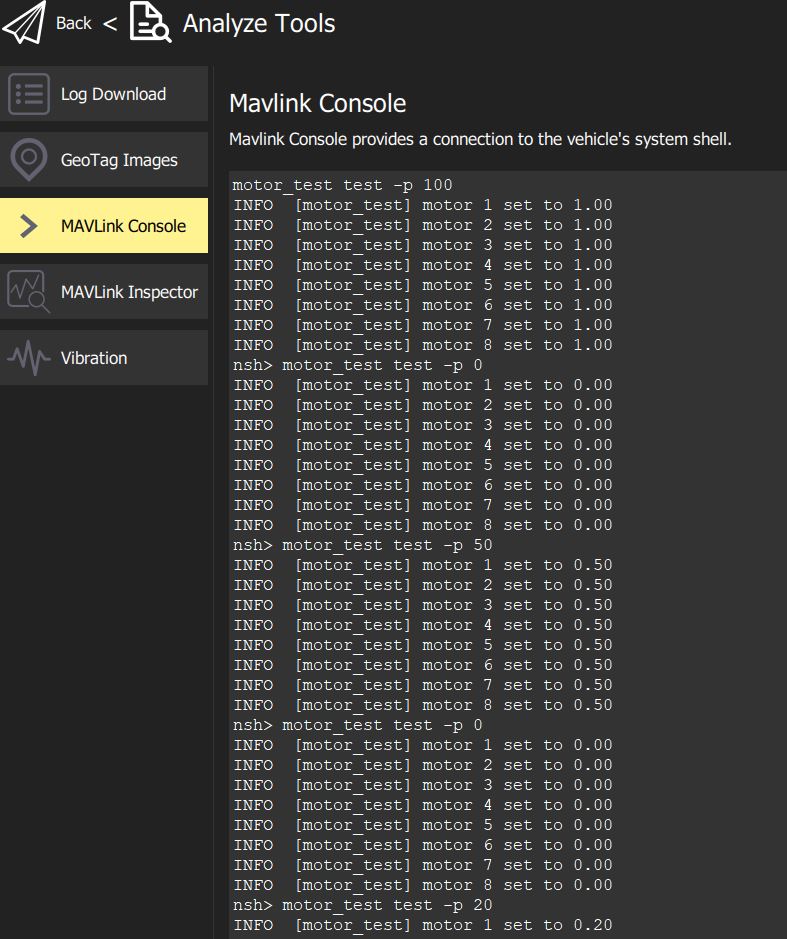 Back < Analyze Tools
Log Download
GeoTag Images
MAVLink Console
MAVLink Inspector
Vibration
Mavlink Console
Mavlink Console provides a connection to the vehicle's system shell.
motor_test test -p 100
INFO  [motor_test] motor 1 set to 1.00
INFO  [motor_test] motor 2 set to 1.00
INFO  [motor_test] motor 3 set to 1.00
INFO  [motor_test] motor 4 set to 1.00
INFO  [motor_test] motor 5 set to 1.00
INFO  [motor_test] motor 6 set to 1.00
INFO  [motor_test] motor 7 set to 1.00
INFO  [motor_test] motor 8 set to 1.00
nsh> motor_test test -p 0
INFO  [motor_test] motor 1 set to 0.00
INFO  [motor_test] motor 2 set to 0.00
INFO  [motor_test] motor 3 set to 0.00
INFO  [motor_test] motor 4 set to 0.00
INFO  [motor_test] motor 5 set to 0.00
INFO  [motor_test] motor 6 set to 0.00
INFO  [motor_test] motor 7 set to 0.00
INFO  [motor_test] motor 8 set to 0.00
nsh> motor_test test -p 50
INFO  [motor_test] motor 1 set to 0.50
INFO  [motor_test] motor 2 set to 0.50
INFO  [motor_test] motor 3 set to 0.50
INFO  [motor_test] motor 4 set to 0.50
INFO  [motor_test] motor 5 set to 0.50
INFO  [motor_test] motor 6 set to 0.50
INFO  [motor_test] motor 7 set to 0.50
INFO  [motor_test] motor 8 set to 0.50
nsh> motor_test test -p 0
INFO  [motor_test] motor 1 set to 0.00
INFO  [motor_test] motor 2 set to 0.00
INFO  [motor_test] motor 3 set to 0.00
INFO  [motor_test] motor 4 set to 0.00
INFO  [motor_test] motor 5 set to 0.00
INFO  [motor_test] motor 6 set to 0.00
INFO  [motor_test] motor 7 set to 0.00
INFO  [motor_test] motor 8 set to 0.00
nsh> motor_test test -p 20
INFO  [motor_test] motor 1 set to 0.20